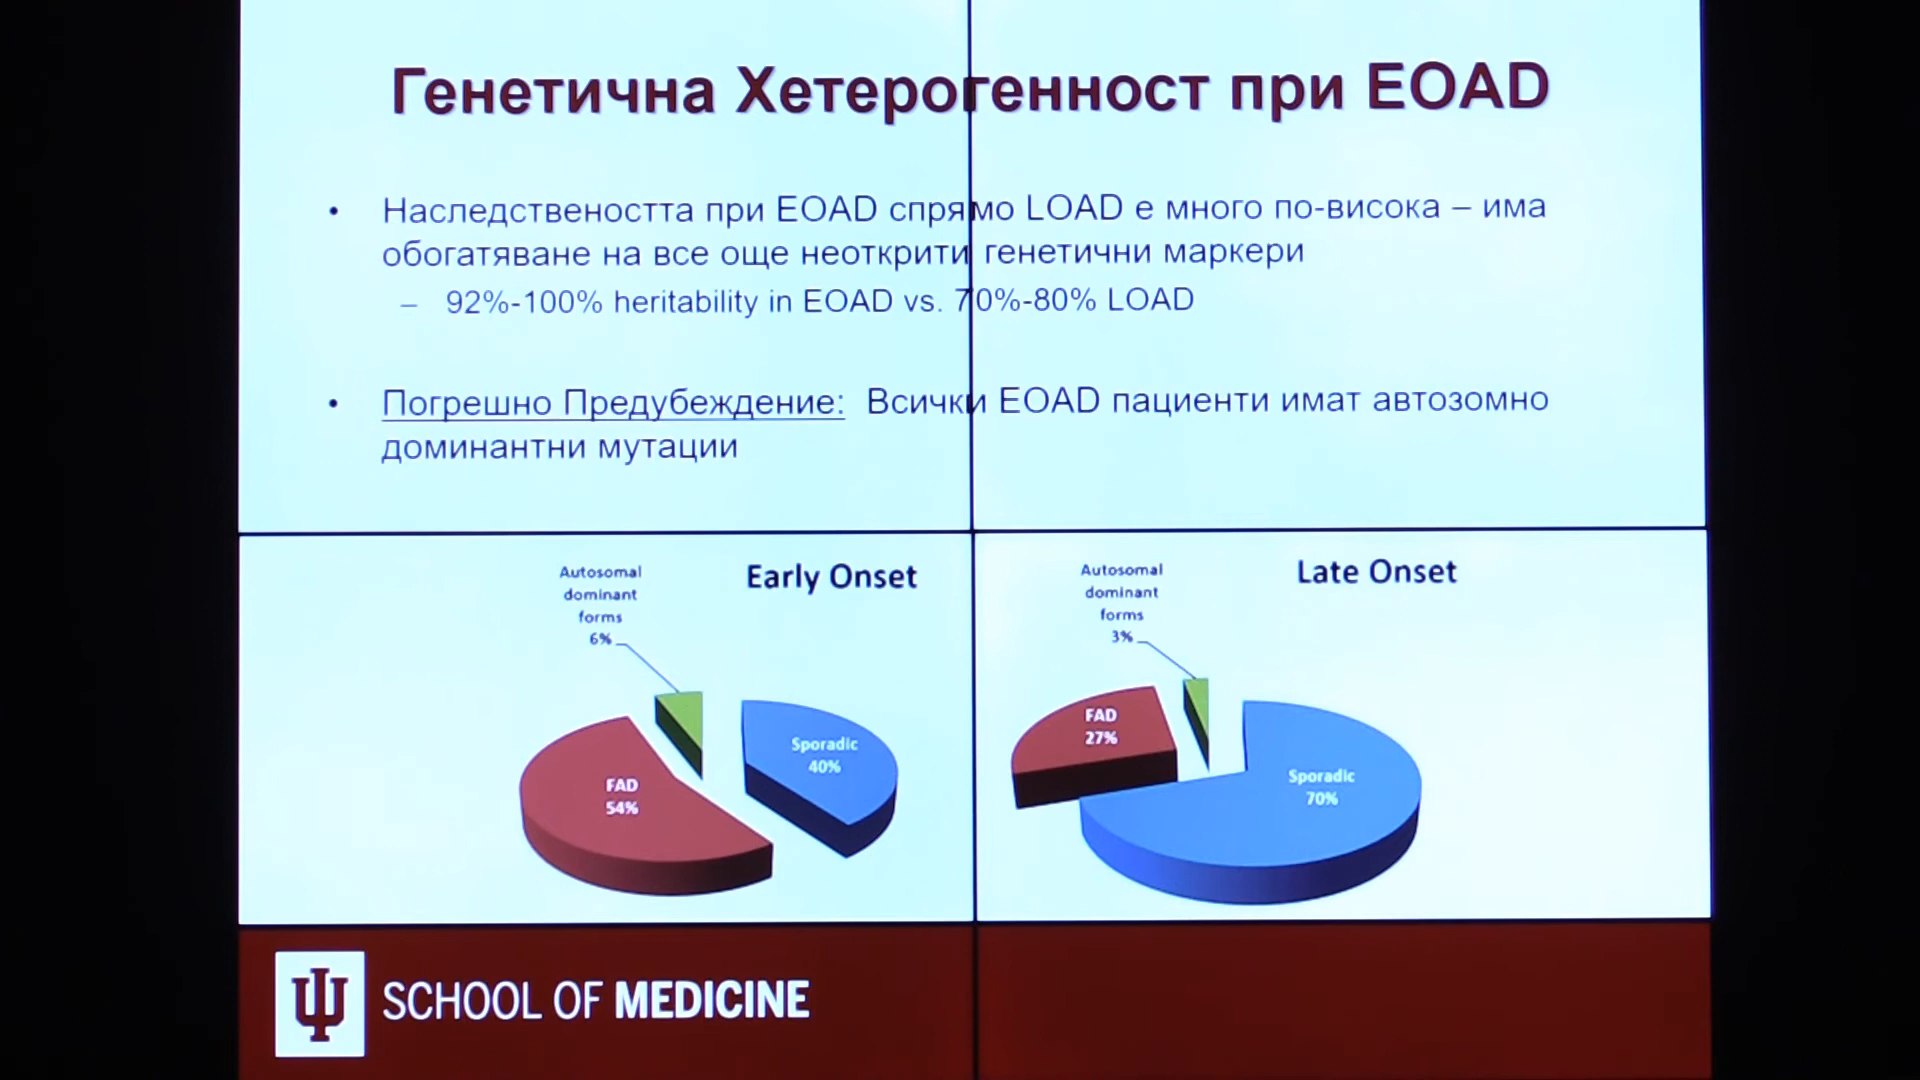 Генетична Хетерогенност при EOAD
• Наследствеността при EOAD спрямо LOAD е много по-висока – има
обогатяване на все още неоткрити генетични маркери
– 92%-100% heritability in EOAD vs. 70%-80% LOAD
• Погрешно Предубеждение: Всички EOAD пациенти имат автозомно
доминантни мутации
Early Onset
Autosomal
dominant
forms
6%
Sporadic
40%
FAD
54%
Late Onset
Autosomal
dominant
forms
3%
FAD
27%
Sporadic
70%
SCHOOL OF MEDICINE